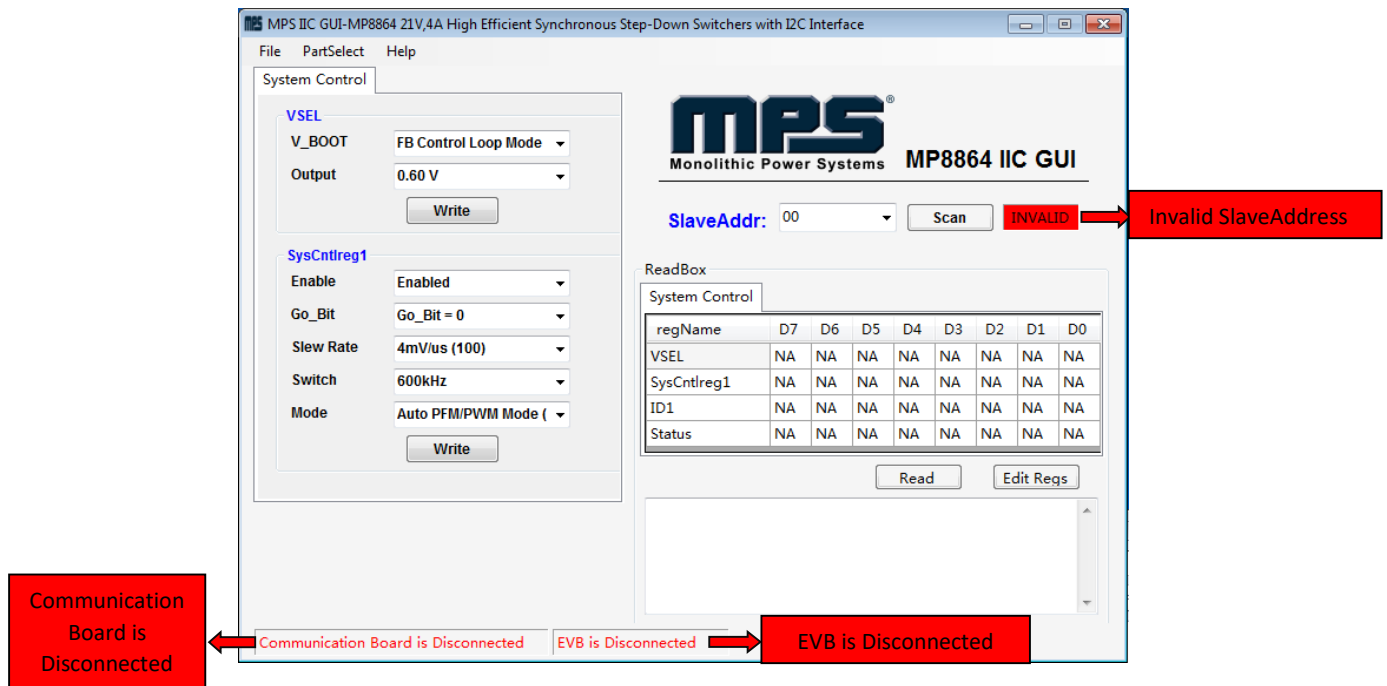 MPS IIC GUI-MP8864 21V,4A High Efficient Synchronous Step-Down Switchers with I2C Interface
File PartSelect Help
System Control
VSEL
V_BOOT FB Control Loop Mode
Output 0.60 V
Write
SysCntlreg1
Enable Enabled
Go_Bit Go_Bit = 0
Slew Rate 4mV/us (100)
Switch 600kHz
Mode Auto PFM/PWM Mode (
Write
mps®
Monolithic Power Systems MP8864 IIC GUI
SlaveAddr: 00 Scan INVALID
Invalid SlaveAddress
ReadBox
System Control
regName D7 D6 D5 D4 D3 D2 D1 D0
VSEL NA NA NA NA NA NA NA NA
SysCntlreg1 NA NA NA NA NA NA NA NA
ID1 NA NA NA NA NA NA NA NA
Status NA NA NA NA NA NA NA NA
Read Edit Regs
Communication
Board is
Disconnected
Communication Board is Disconnected EVB is Disconnected
EVB is Disconnected